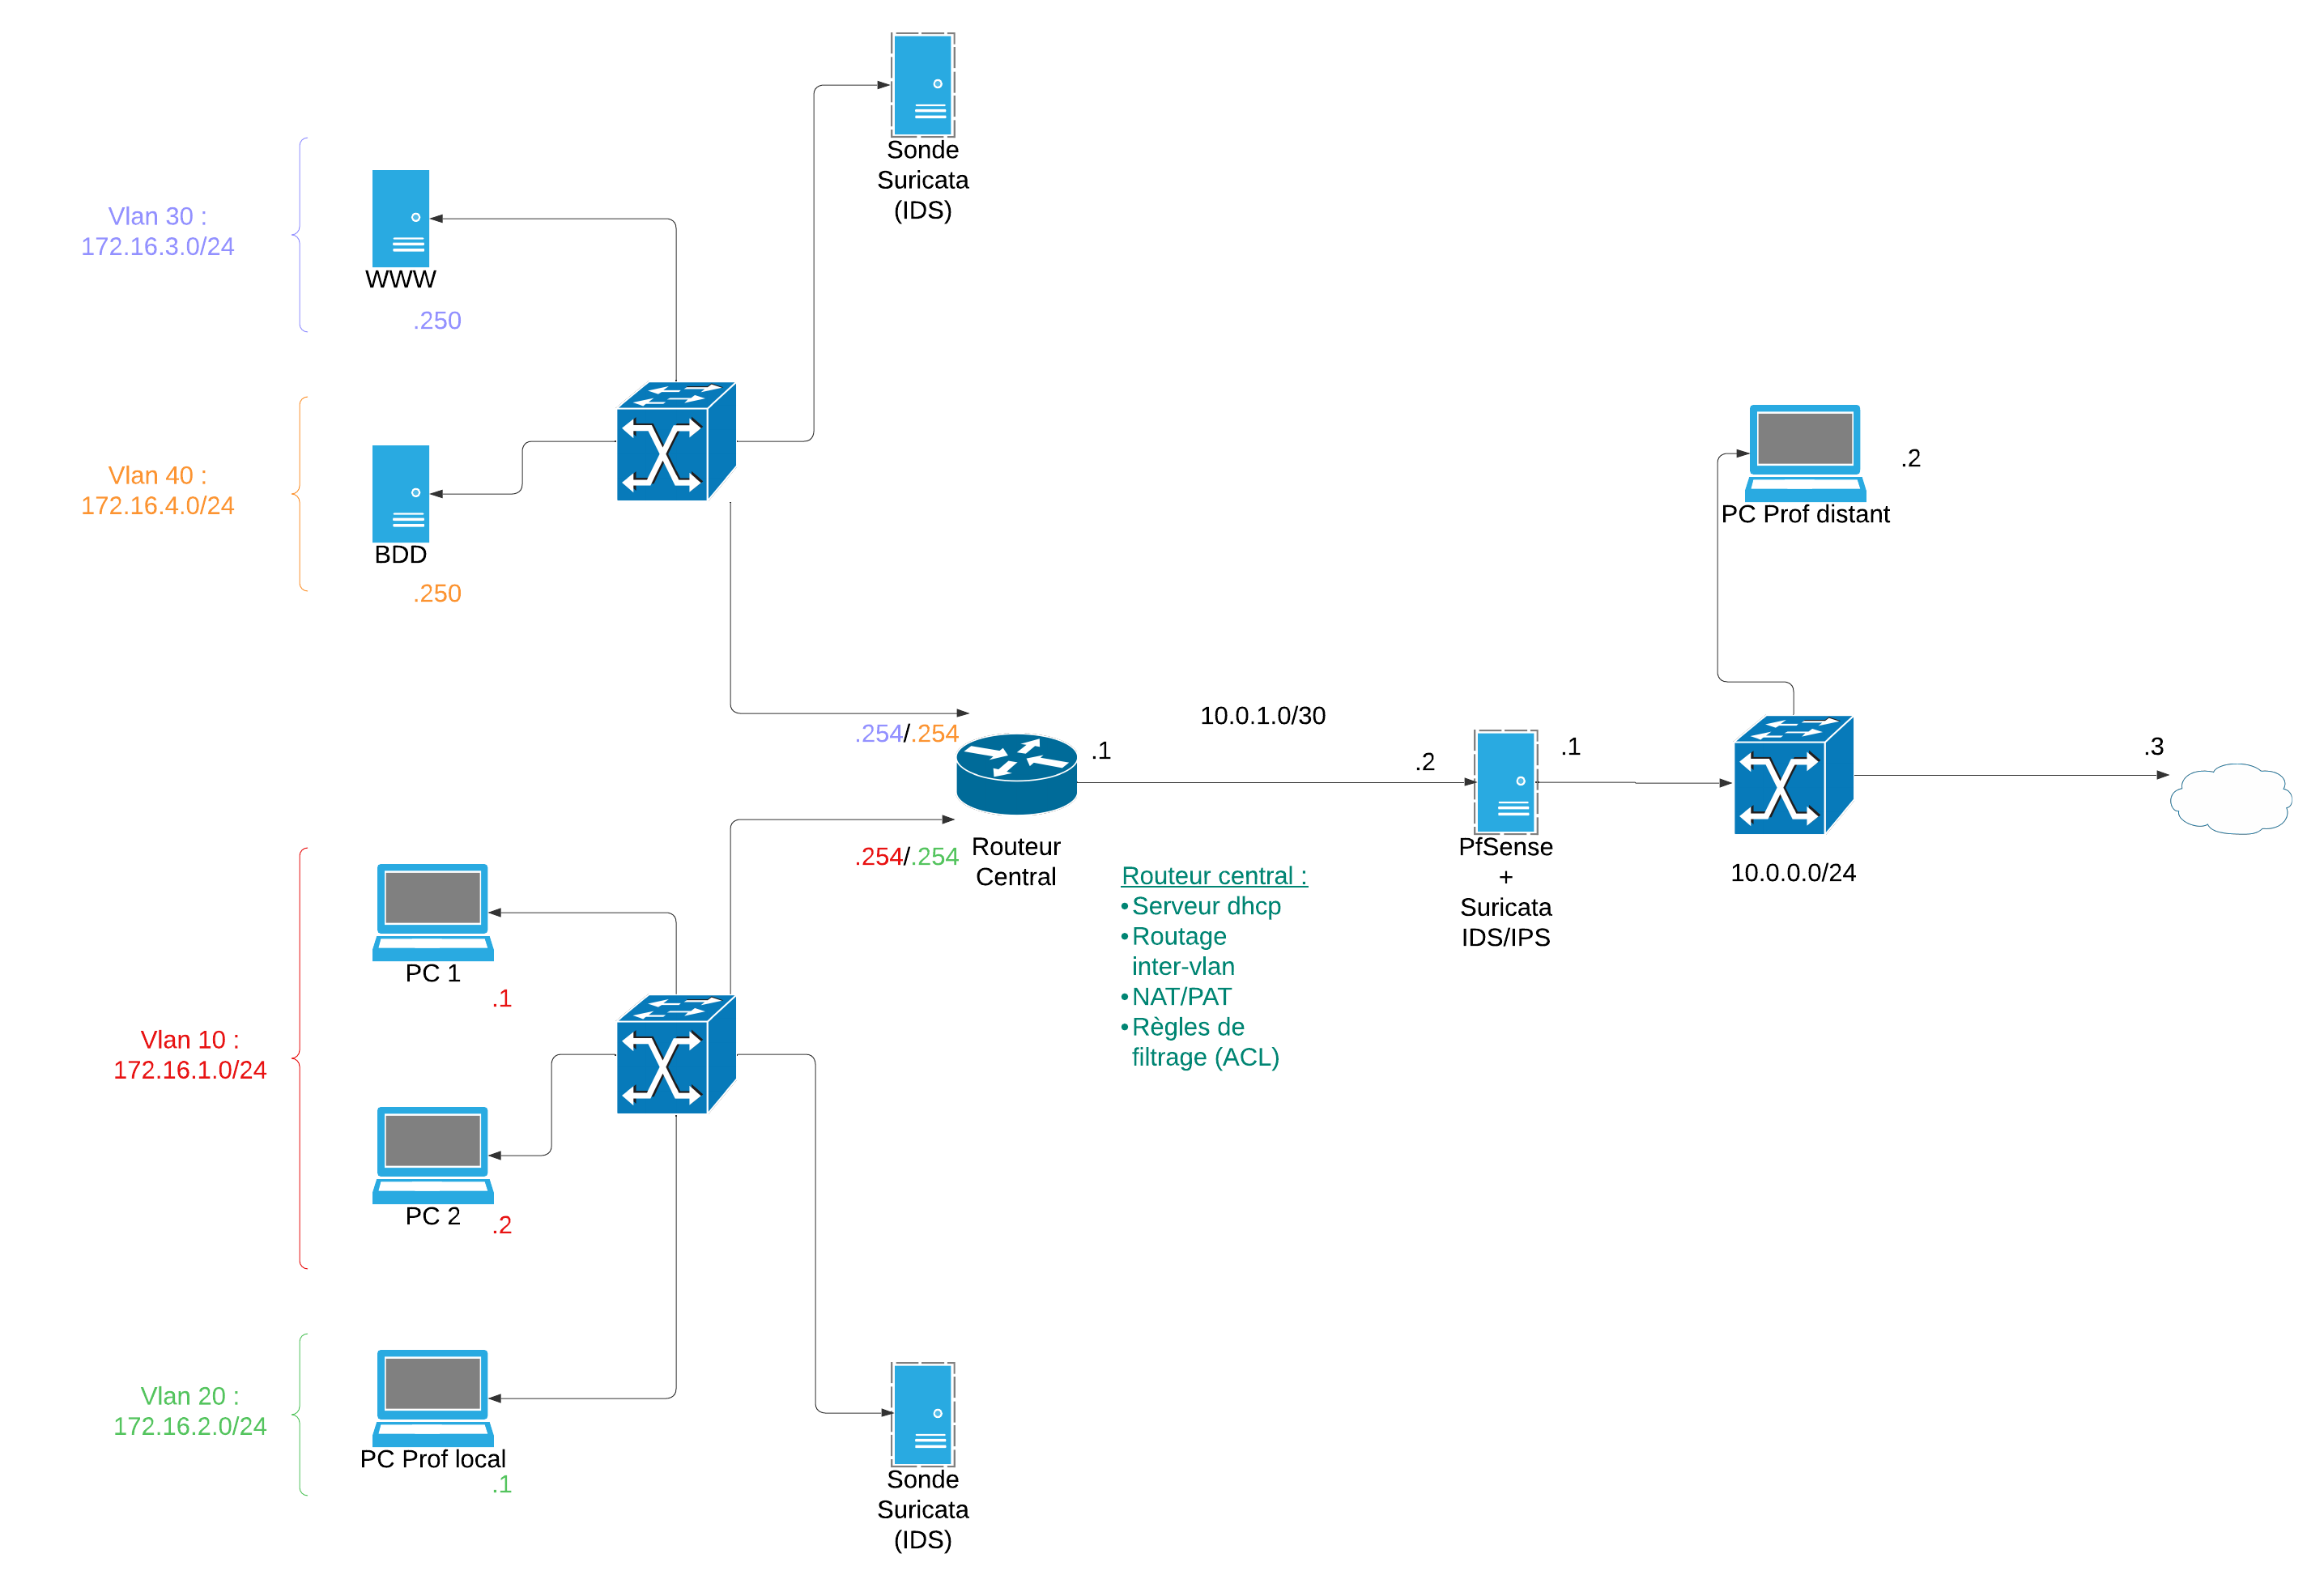 Sonde
Suricata
(IDS)
Vlan 30 :
172.16.3.0/24
WWW
.250
Vlan 40 :
172.16.4.0/24
BDD
.250
PC Prof distant
.2
10.0.1.0/30
.254/.254
.1
.2
.1
.3
.254/.254
Routeur
Central
PfSense
+
Suricata
IDS/IPS
10.0.0.0/24
Routeur central :
•Serveur dhcp
•Routage
inter-vlan
•NAT/PAT
•Règles de
filtrage (ACL)
PC 1
.1
Vlan 10 :
172.16.1.0/24
PC 2
.2
Vlan 20 :
172.16.2.0/24
PC Prof local
.1
Sonde
Suricata
(IDS)